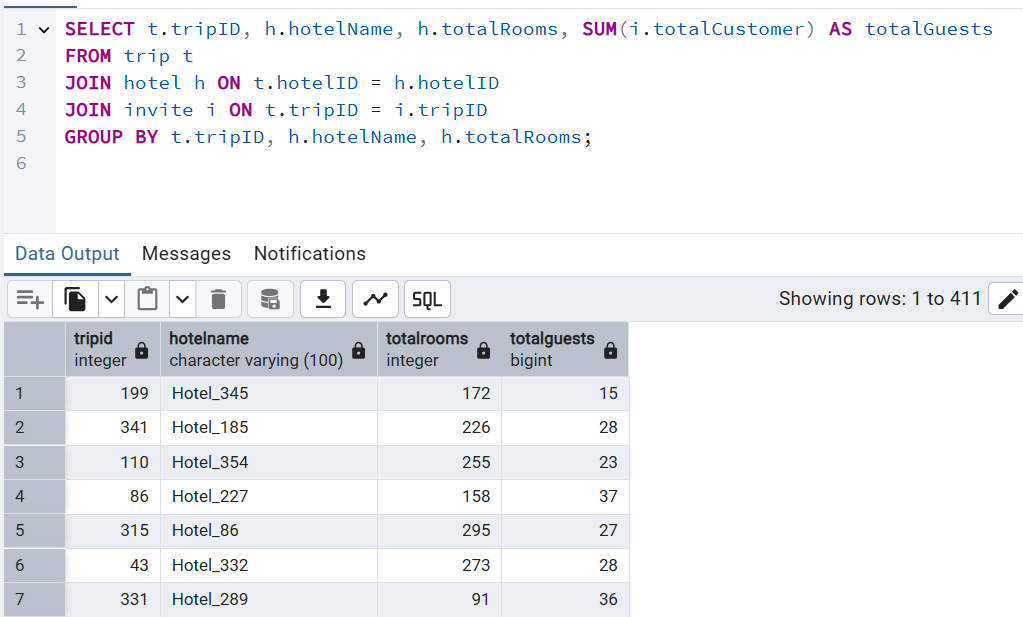 1 SELECT t.tripID, h.hotelName, h.totalRooms, SUM(i.totalCustomer) AS totalGuests
2 FROM trip t
3 JOIN hotel h ON t.hotelID = h.hotelID
4 JOIN invite i ON t.tripID = i.tripID
5 GROUP BY t.tripID, h.hotelName, h.totalRooms;
6
Data Output Messages Notifications
SQL Showing rows: 1 to 411
tripid hotelname totalrooms totalguests
integer character varying (100) integer bigint
1 199 Hotel_345 172 15
2 341 Hotel_185 226 28
3 110 Hotel_354 255 23
4 86 Hotel_227 158 37
5 315 Hotel_86 295 27
6 43 Hotel_332 273 28
7 331 Hotel_289 91 36